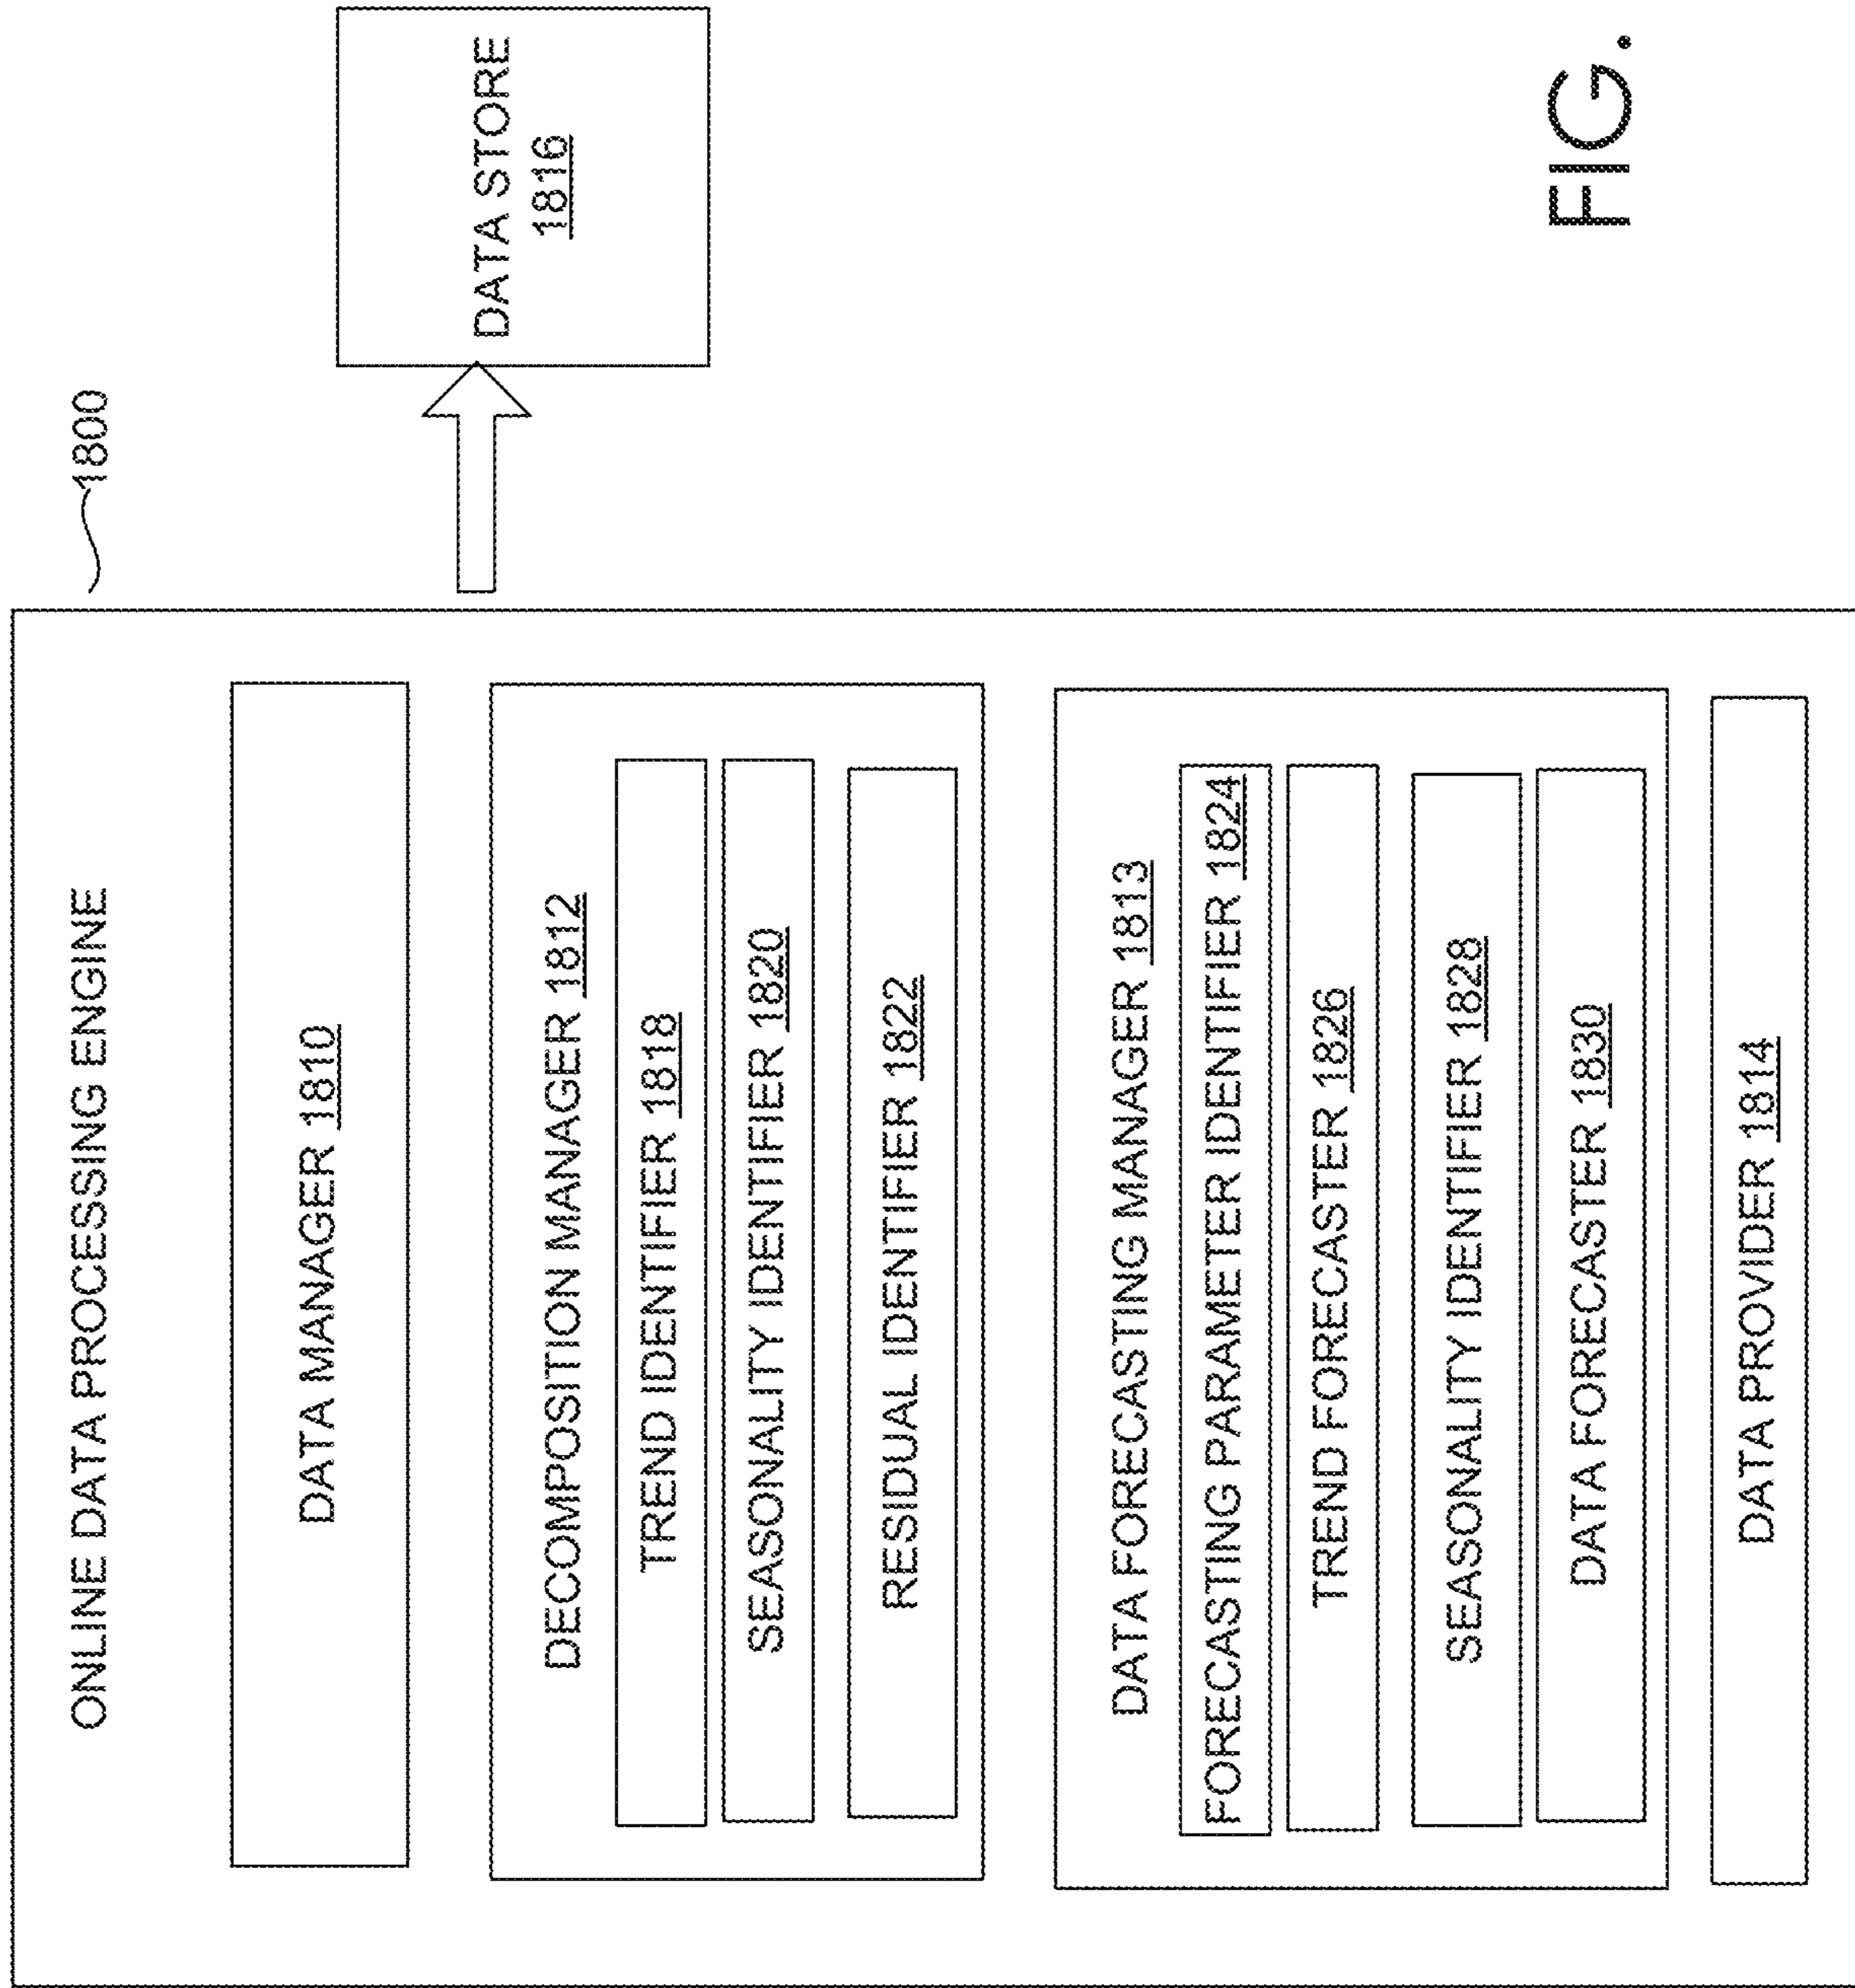 ONLINE DATA PROCESSING ENGINE
1800
DATA MANAGER 1810
DECOMPOSITION MANAGER 1812
TREND IDENTIFIER 1818
SEASONALITY IDENTIFIER 1820
RESIDUAL IDENTIFIER 1822
DATA FORECASTING MANAGER 1813
FORECASTING PARAMETER IDENTIFIER 1824
TREND FORECASTER 1826
SEASONALITY IDENTIFIER 1828
DATA FORECASTER 1830
DATA PROVIDER 1814
DATA STORE
1816
FIG.